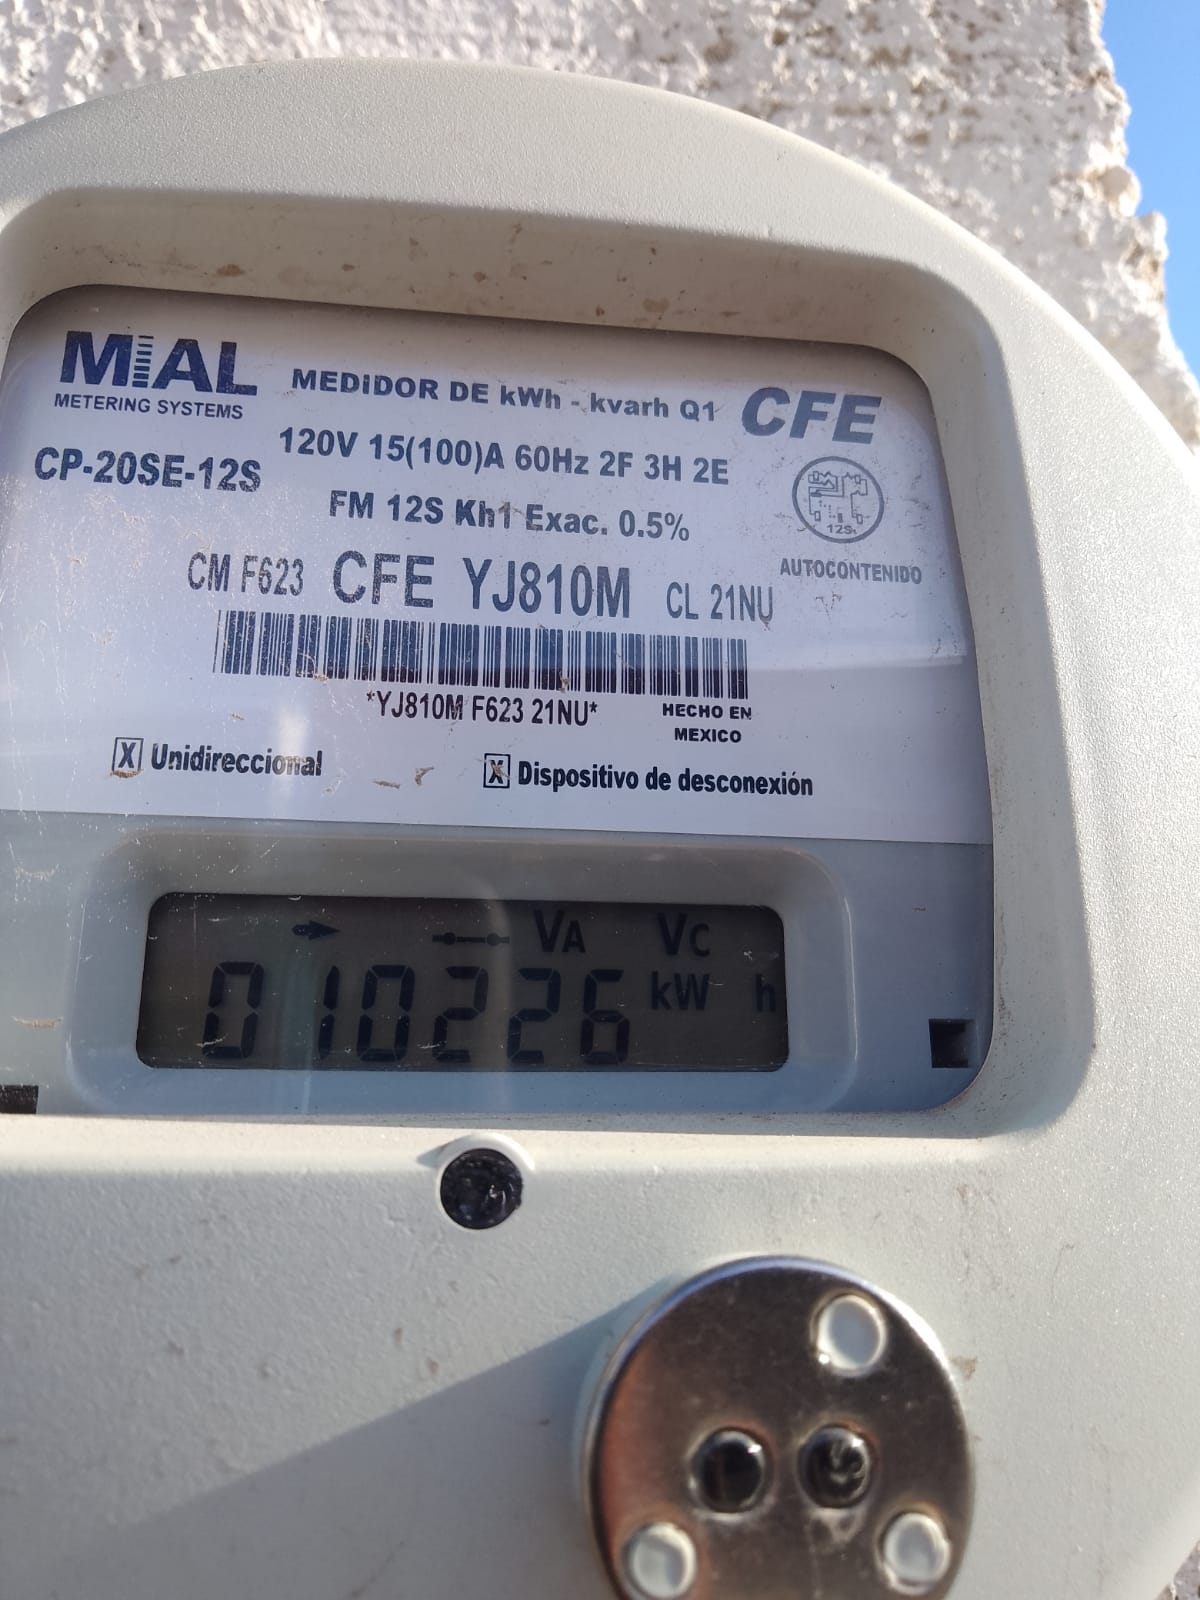 MIAL
METERING SYSTEMS
MEDIDOR DE kWh - kvarh Q1
CFE
CP-20SE-12S
120V 15(100)A 60Hz 2F 3H 2E
FM 12S Kh1 Exac. 0.5%
12S
AUTOCONTENIDO
CM F623 CFE YJ810M CL 21NU
*YJ810M F623 21NU*
HECHO EN
MEXICO
X Unidireccional
X Dispositivo de desconexión
VA VC
010226 kW h